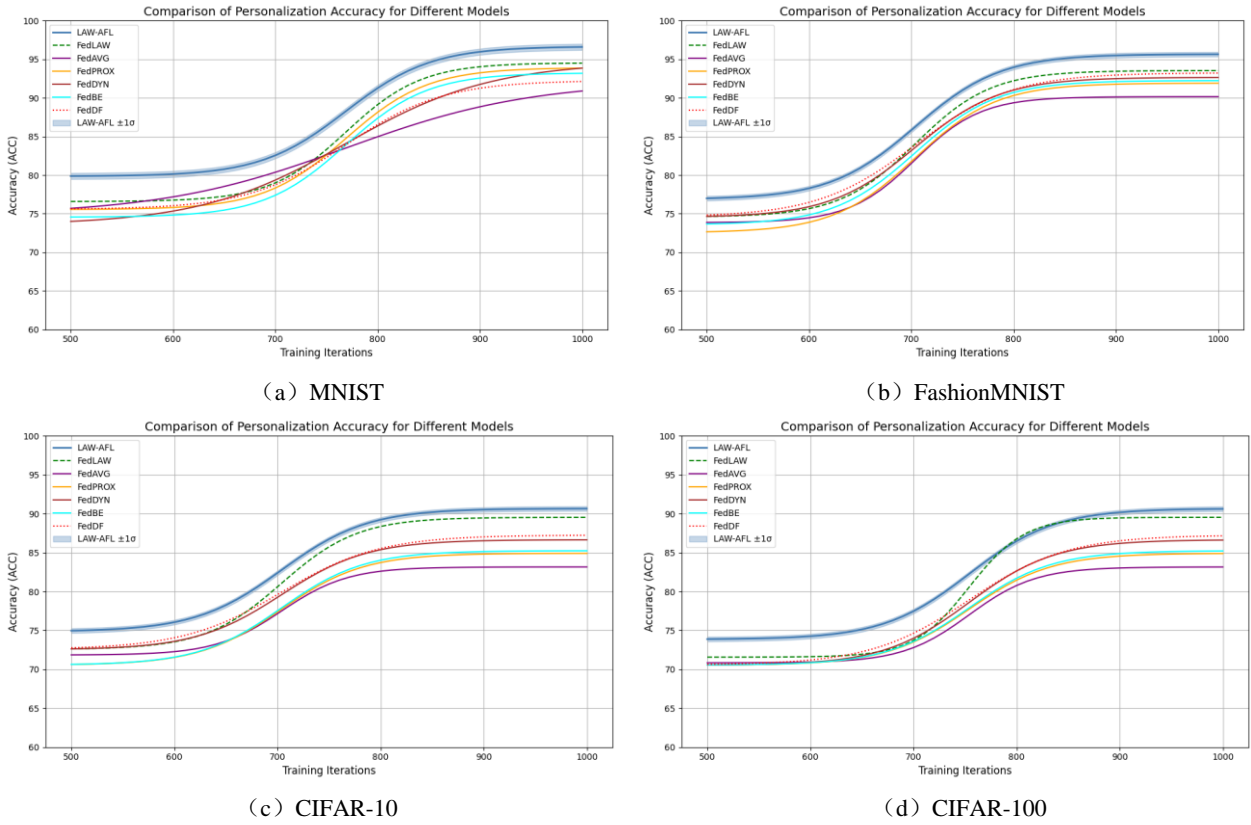 Comparison of Personalization Accuracy for Different Models
100
95
90
85
80
75
70
65
60
Accuracy (ACC)
LAW-AFL
FedLAW
FedAVG
FedPROX
FedDYN
FedBE
FedDF
LAW-AFL ±1σ
500 600 700 800 900 1000
Training Iterations
（a）MNIST
Comparison of Personalization Accuracy for Different Models
100
95
90
85
80
75
70
65
60
Accuracy (ACC)
LAW-AFL
FedLAW
FedAVG
FedPROX
FedDYN
FedBE
FedDF
LAW-AFL ±1σ
500 600 700 800 900 1000
Training Iterations
（b）FashionMNIST
Comparison of Personalization Accuracy for Different Models
100
95
90
85
80
75
70
65
60
Accuracy (ACC)
LAW-AFL
FedLAW
FedAVG
FedPROX
FedDYN
FedBE
FedDF
LAW-AFL ±1σ
500 600 700 800 900 1000
Training Iterations
（c）CIFAR-10
Comparison of Personalization Accuracy for Different Models
100
95
90
85
80
75
70
65
60
Accuracy (ACC)
LAW-AFL
FedLAW
FedAVG
FedPROX
FedDYN
FedBE
FedDF
LAW-AFL ±1σ
500 600 700 800 900 1000
Training Iterations
（d）CIFAR-100